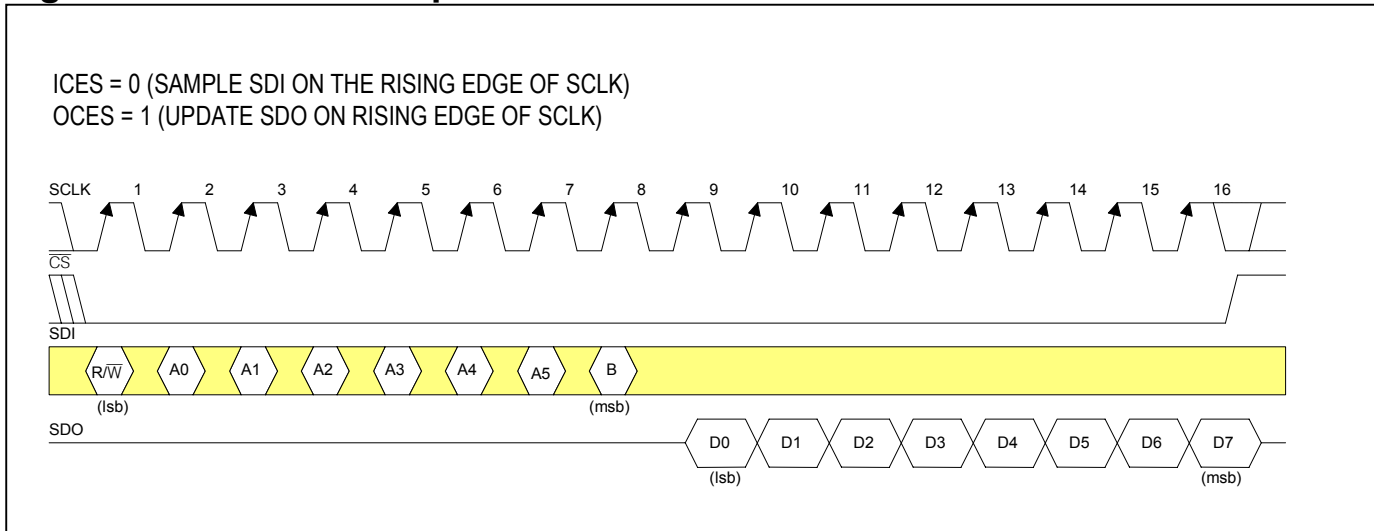 ICES = 0 (SAMPLE SDI ON THE RISING EDGE OF SCLK)
OCES = 1 (UPDATE SDO ON RISING EDGE OF SCLK)
SCLK 1 2 3 4 5 6 7 8 9 10 11 12 13 14 15 16
C̅S̅
SDI
R/W̅ A0 A1 A2 A3 A4 A5 B
(lsb) (msb)
SDO
D0 D1 D2 D3 D4 D5 D6 D7
(lsb) (msb)